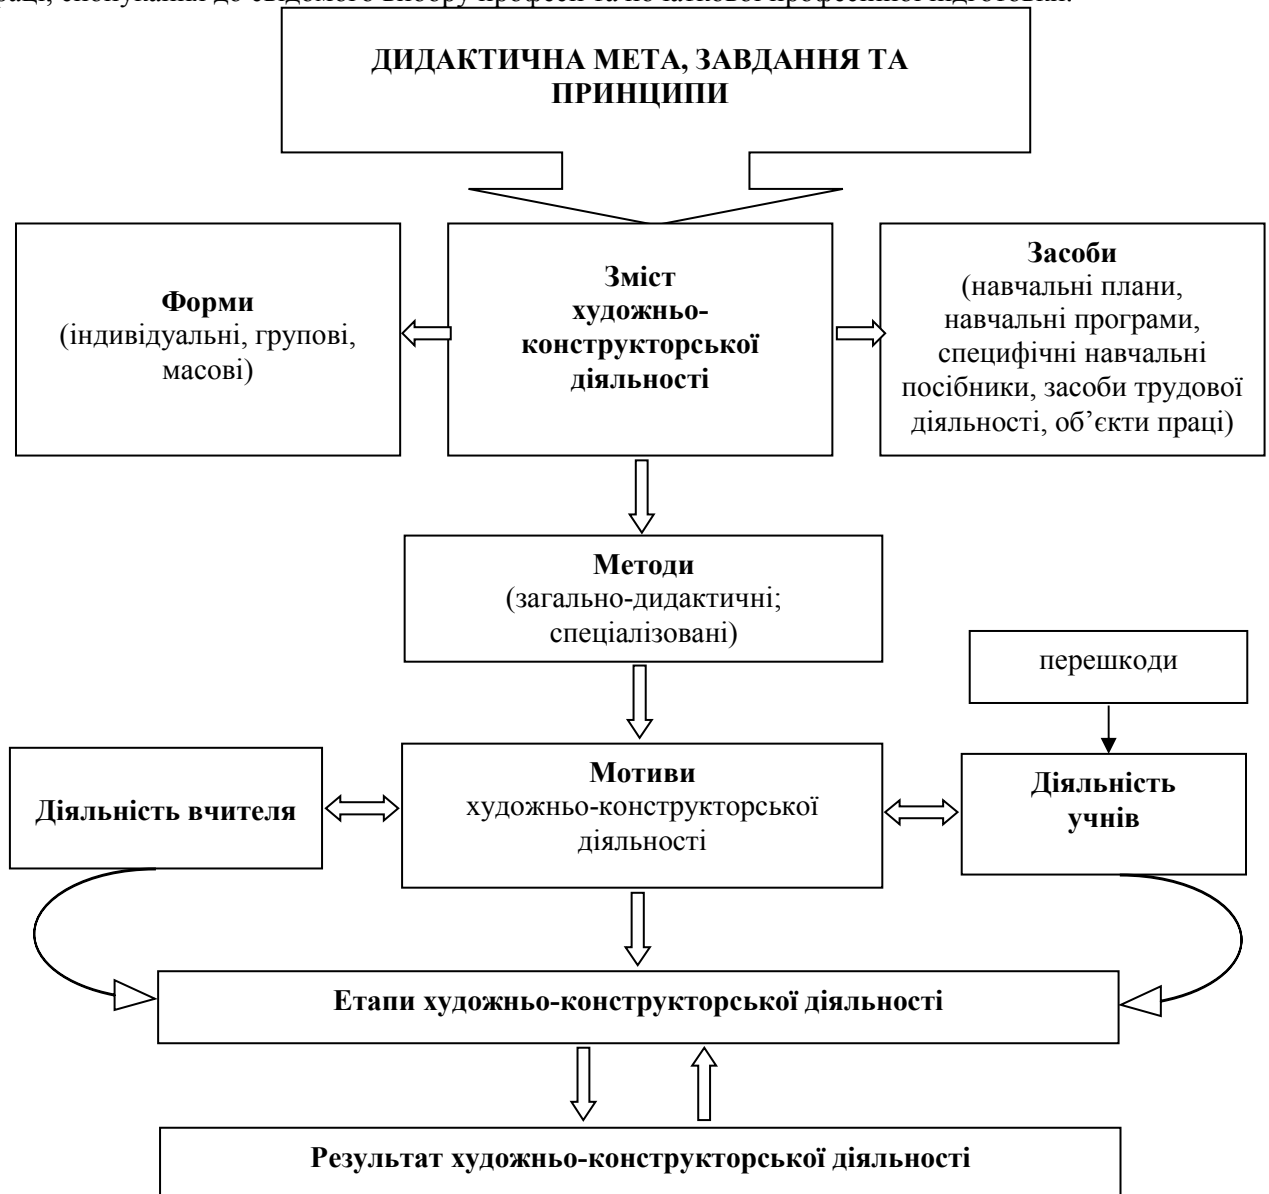 ДИДАКТИЧНА МЕТА, ЗАВДАННЯ ТА
ПРИНЦИПИ
Форми
(індивідуальні, групові,
масові)
Зміст
художньо-
конструкторської
діяльності
Засоби
(навчальні плани,
навчальні програми,
специфічні навчальні
посібники, засоби трудової
діяльності, об’єкти праці)
Методи
(загально-дидактичні;
спеціалізовані)
перешкоди
Діяльність вчителя
Мотиви
художньо-конструкторської
діяльності
Діяльність
учнів
Етапи художньо-конструкторської діяльності
Результат художньо-конструкторської діяльності